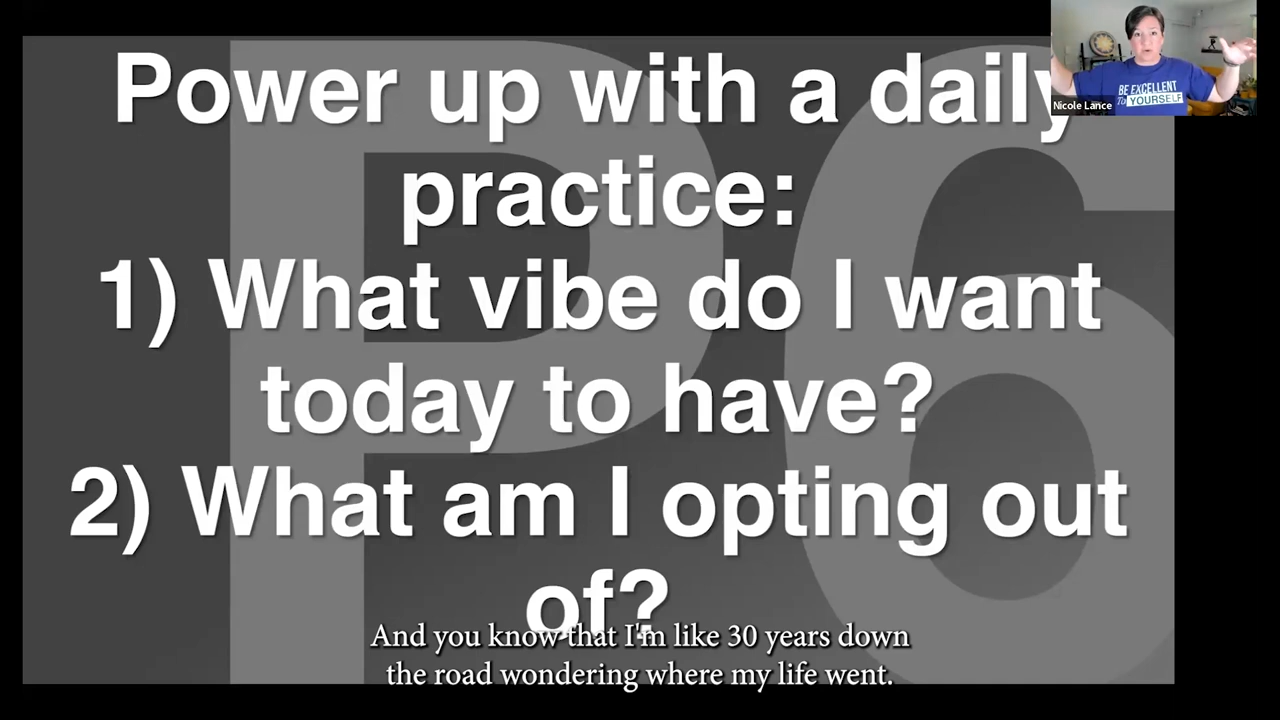 Power up with a daily
practice:
1) What vibe do I want
today to have?
2) What am I opting out
of?
P6
Nicole Lance
BE EXCELLENT
TO YOURSELF
And you know that I'm like 30 years down
the road wondering where my life went.